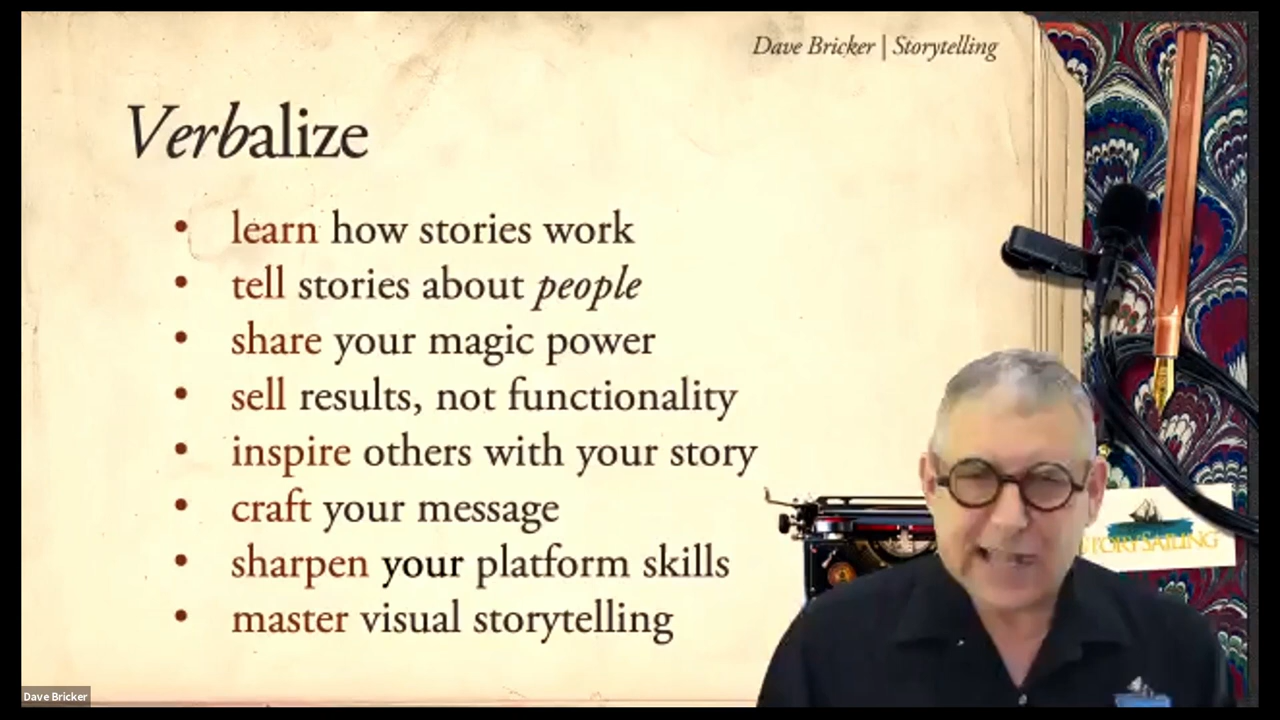 Dave Bricker | Storytelling
Verbalize
• learn how stories work
• tell stories about people
• share your magic power
• sell results, not functionality
• inspire others with your story
• craft your message
• sharpen your platform skills
• master visual storytelling
STORYSAILING
Dave Bricker